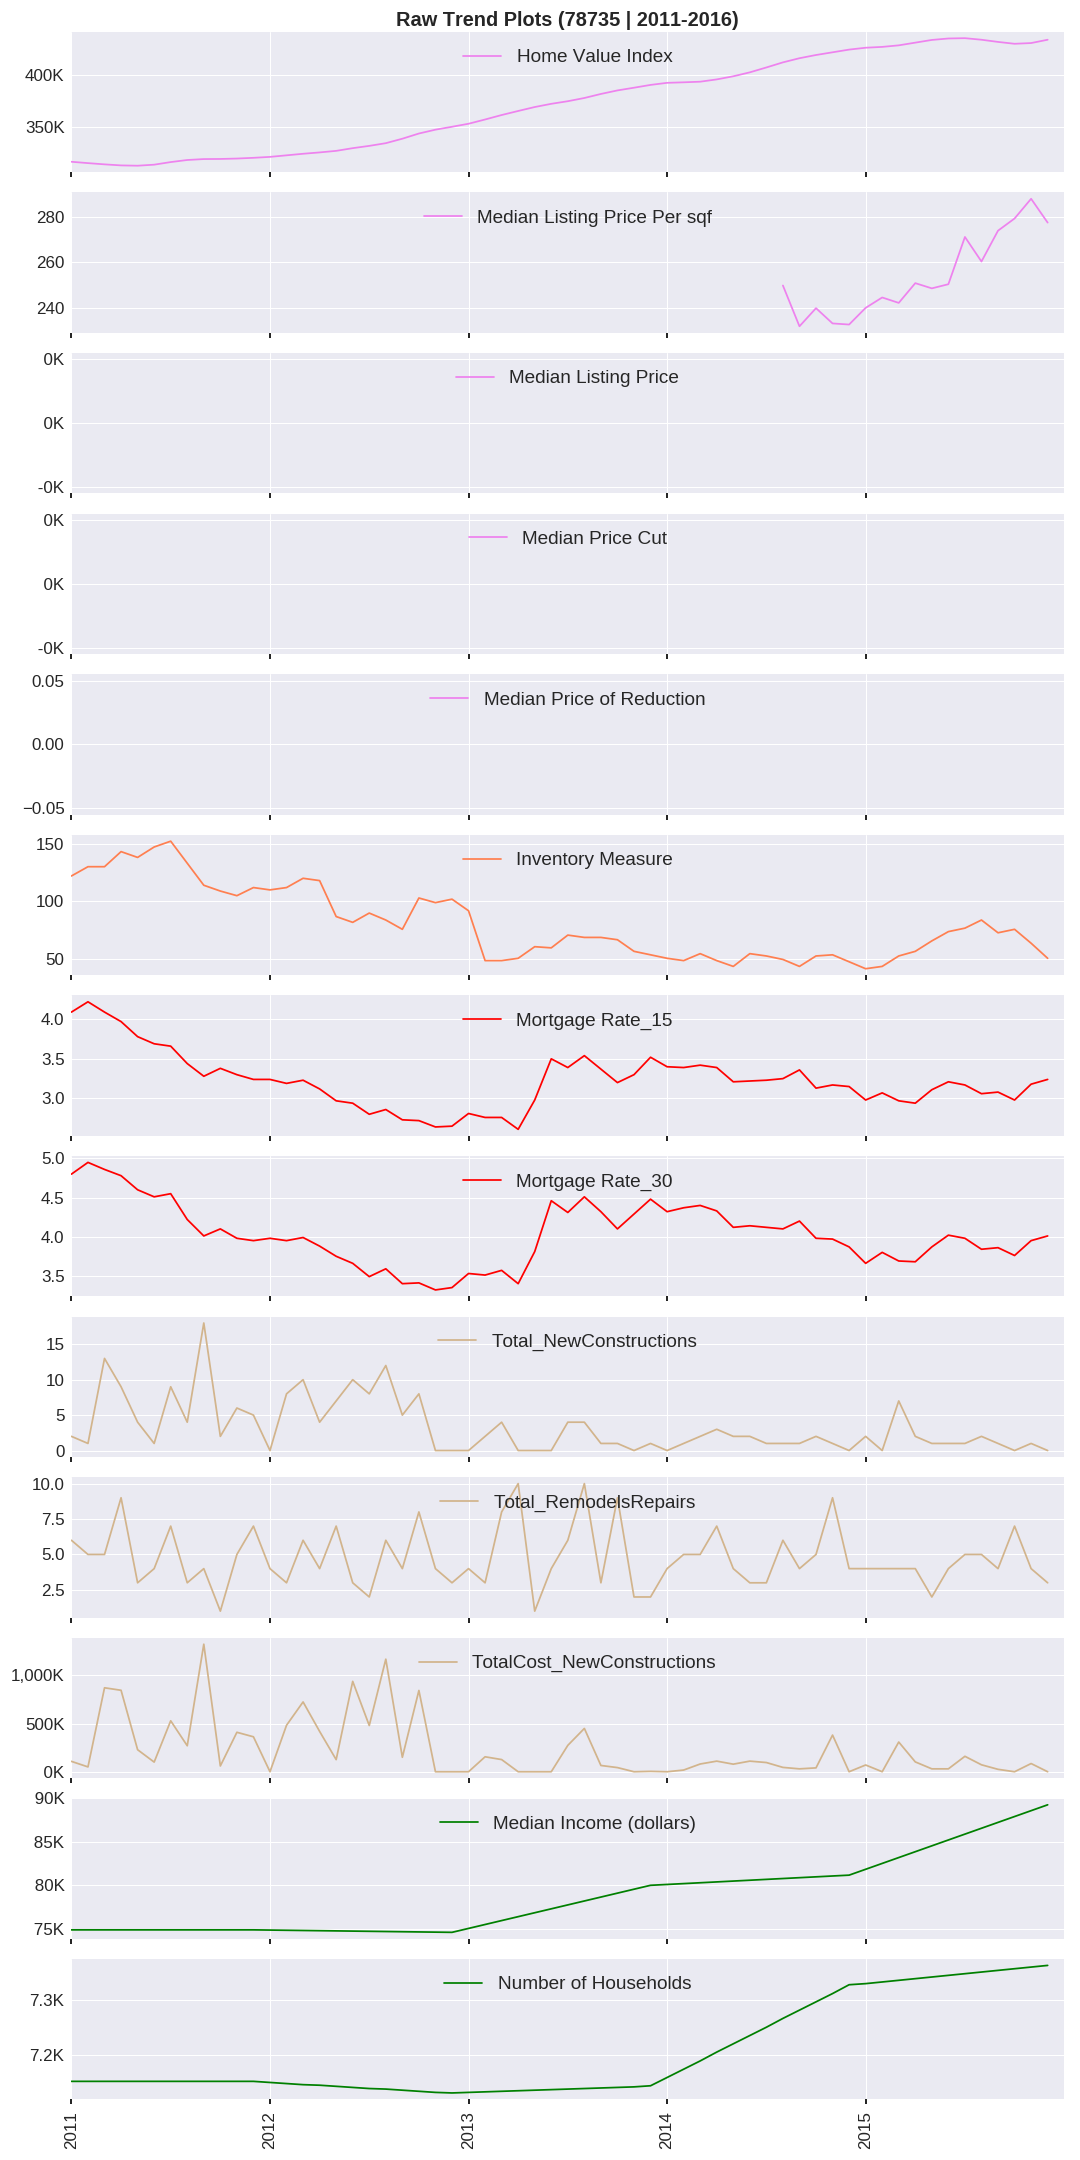 Raw Trend Plots (78735 | 2011-2016)
Home Value Index
400K
350K
Median Listing Price Per sqf
280
260
240
Median Listing Price
0K
0K
-0K
Median Price Cut
0K
0K
-0K
Median Price of Reduction
0.05
0.00
−0.05
Inventory Measure
150
100
50
Mortgage Rate_15
4.0
3.5
3.0
Mortgage Rate_30
5.0
4.5
4.0
3.5
Total_NewConstructions
15
10
5
0
Total_RemodelsRepairs
10.0
7.5
5.0
2.5
TotalCost_NewConstructions
1,000K
500K
0K
Median Income (dollars)
90K
85K
80K
75K
Number of Households
7.3K
7.2K
2011
2012
2013
2014
2015